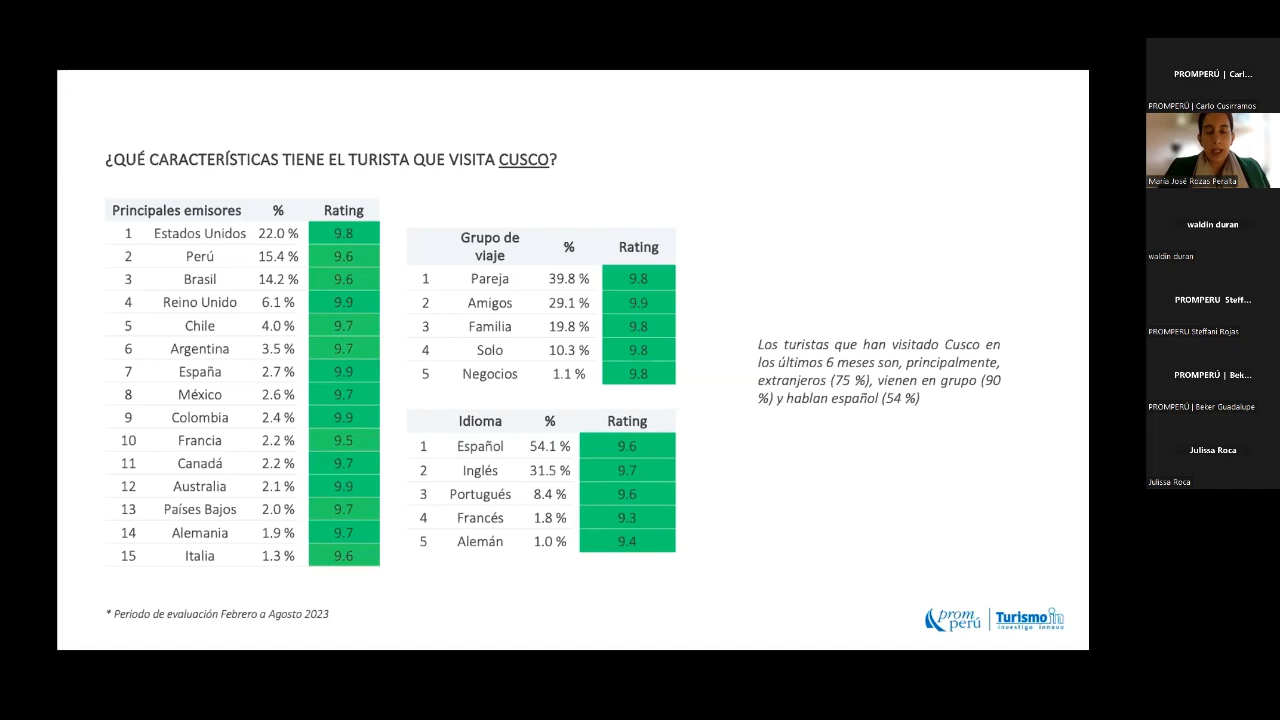 ¿QUÉ CARACTERÍSTICAS TIENE EL TURISTA QUE VISITA CUSCO?
Principales emisores % Rating
1 Estados Unidos 22.0 % 9.8
2 Perú 15.4 % 9.6
3 Brasil 14.2 % 9.6
4 Reino Unido 6.1 % 9.9
5 Chile 4.0 % 9.7
6 Argentina 3.5 % 9.7
7 España 2.7 % 9.9
8 México 2.6 % 9.7
9 Colombia 2.4 % 9.9
10 Francia 2.2 % 9.5
11 Canadá 2.2 % 9.7
12 Australia 2.1 % 9.9
13 Países Bajos 2.0 % 9.7
14 Alemania 1.9 % 9.7
15 Italia 1.3 % 9.6
Grupo de
viaje % Rating
1 Pareja 39.8 % 9.8
2 Amigos 29.1 % 9.9
3 Familia 19.8 % 9.8
4 Solo 10.3 % 9.8
5 Negocios 1.1 % 9.8
Idioma % Rating
1 Español 54.1 % 9.6
2 Inglés 31.5 % 9.7
3 Portugués 8.4 % 9.6
4 Francés 1.8 % 9.3
5 Alemán 1.0 % 9.4
Los turistas que han visitado Cusco en
los últimos 6 meses son, principalmente,
extranjeros (75 %), vienen en grupo (90
%) y hablan español (54 %)
* Periodo de evaluación Febrero a Agosto 2023
prom
perú
Turismo in
investiga innova
PROMPERÚ | Carl...
PROMPERÚ | Carlo Cusirramos
María José Rozas Peralta
waldin duran
waldin duran
PROMPERU Steff...
PROMPERU Steffani Rojas
PROMPERÚ | Bek...
PROMPERÚ | Beker Guadalupe
Julissa Roca
Julissa Roca